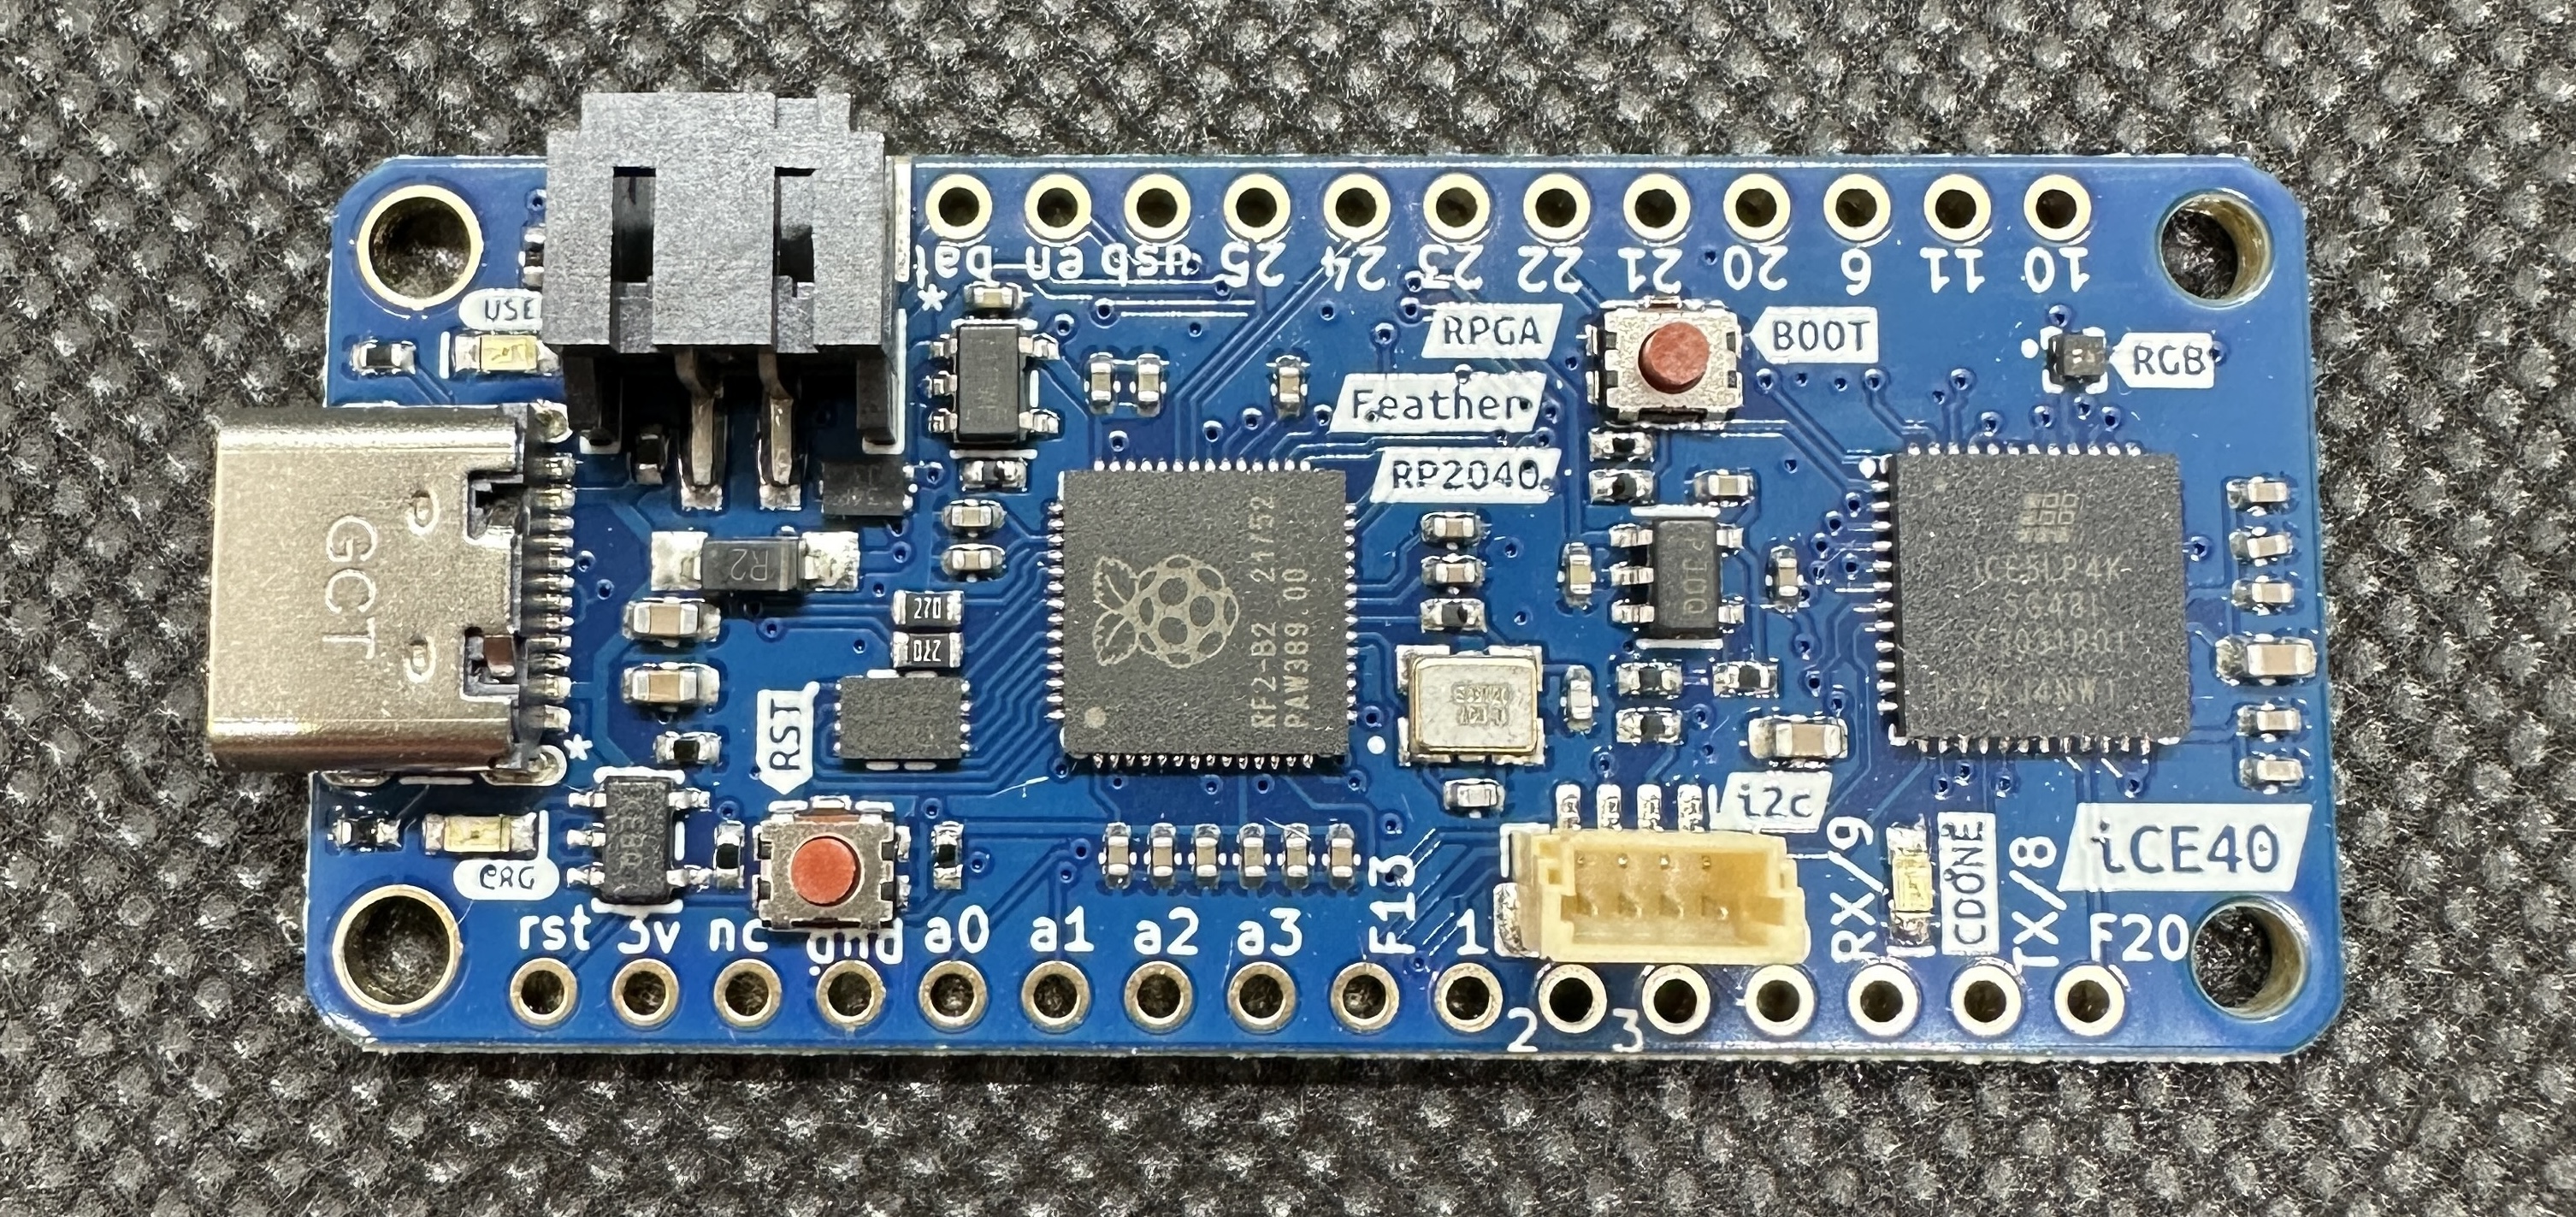 bat en usb 25 24 23 22 21 20 6 11 10
USE
RPGA
BOOT
RGB
Feather
RP2040
GCT
R2
270
270
RP2-B2 21/52
PAW389.00
iCE5LP4K
SG48I
RST
i2c
iCE40
CHG
RX/9
CDONE
TX/8
F13
rst 3v nc gnd a0 a1 a2 a3 1 F20
2 3